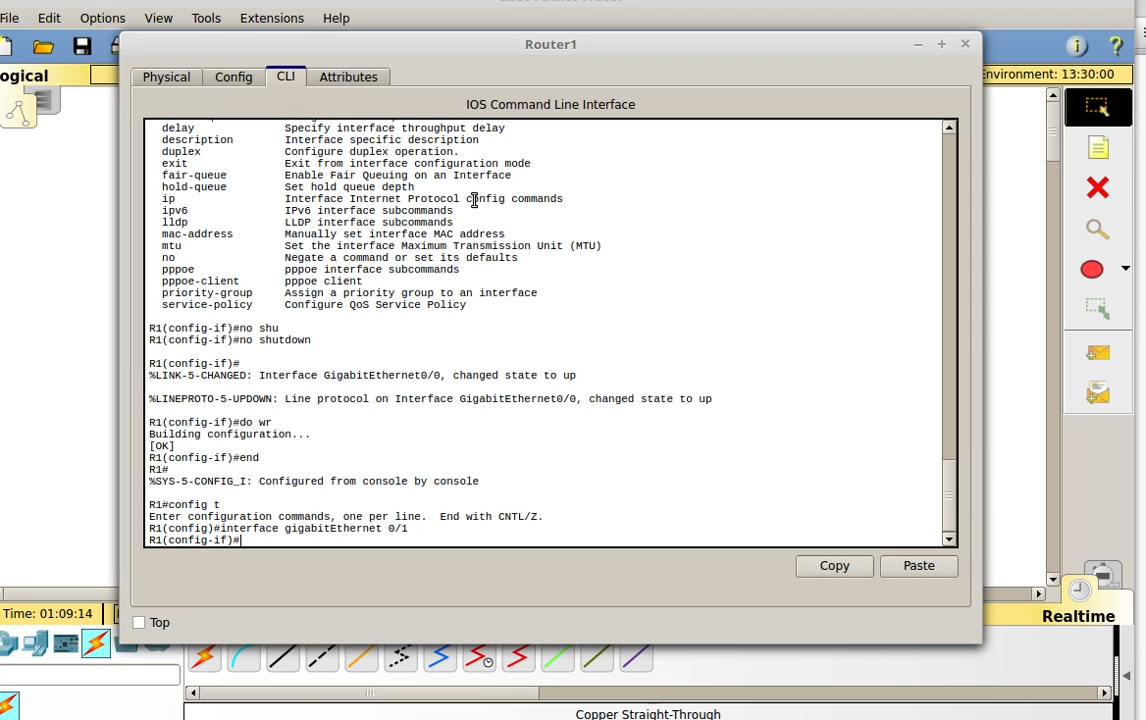 File Edit Options View Tools Extensions Help
Router1
ogical
Environment: 13:30:00
Physical Config CLI Attributes
IOS Command Line Interface
delay Specify interface throughput delay
description Interface specific description
duplex Configure duplex operation.
exit Exit from interface configuration mode
fair-queue Enable Fair Queuing on an Interface
hold-queue Set hold queue depth
ip Interface Internet Protocol config commands
ipv6 IPv6 interface subcommands
lldp LLDP interface subcommands
mac-address Manually set interface MAC address
mtu Set the interface Maximum Transmission Unit (MTU)
no Negate a command or set its defaults
pppoe pppoe interface subcommands
pppoe-client pppoe client
priority-group Assign a priority group to an interface
service-policy Configure QoS Service Policy
R1(config-if)#no shu
R1(config-if)#no shutdown
R1(config-if)#
%LINK-5-CHANGED: Interface GigabitEthernet0/0, changed state to up
%LINEPROTO-5-UPDOWN: Line protocol on Interface GigabitEthernet0/0, changed state to up
R1(config-if)#do wr
Building configuration...
[OK]
R1(config-if)#end
R1#
%SYS-5-CONFIG_I: Configured from console by console
R1#config t
Enter configuration commands, one per line. End with CNTL/Z.
R1(config)#interface gigabitEthernet 0/1
R1(config-if)#
Copy Paste
Top
Time: 01:09:14
Realtime
Copper Straight-Through